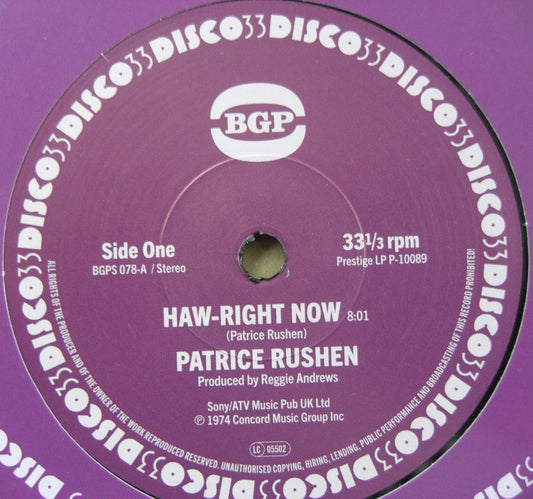 DISCO33DISCO33DISCO33DISCO33DISCO33DISCO33DISCO33DISCO33DISCO33DISCO33DISCO33
BGP
Side One
BGPS 078-A / Stereo
33 1/3 rpm
Prestige LP P-10089
HAW-RIGHT NOW 8:01
(Patrice Rushen)
PATRICE RUSHEN
Produced by Reggie Andrews
Sony/ATV Music Pub UK Ltd
℗ 1974 Concord Music Group Inc
LC 05502
ALL RIGHTS OF THE PRODUCER AND OF THE OWNER OF THE WORK REPRODUCED RESERVED. UNAUTHORISED COPYING, HIRING, LENDING, PUBLIC PERFORMANCE AND BROADCASTING OF THIS RECORD PROHIBITED!